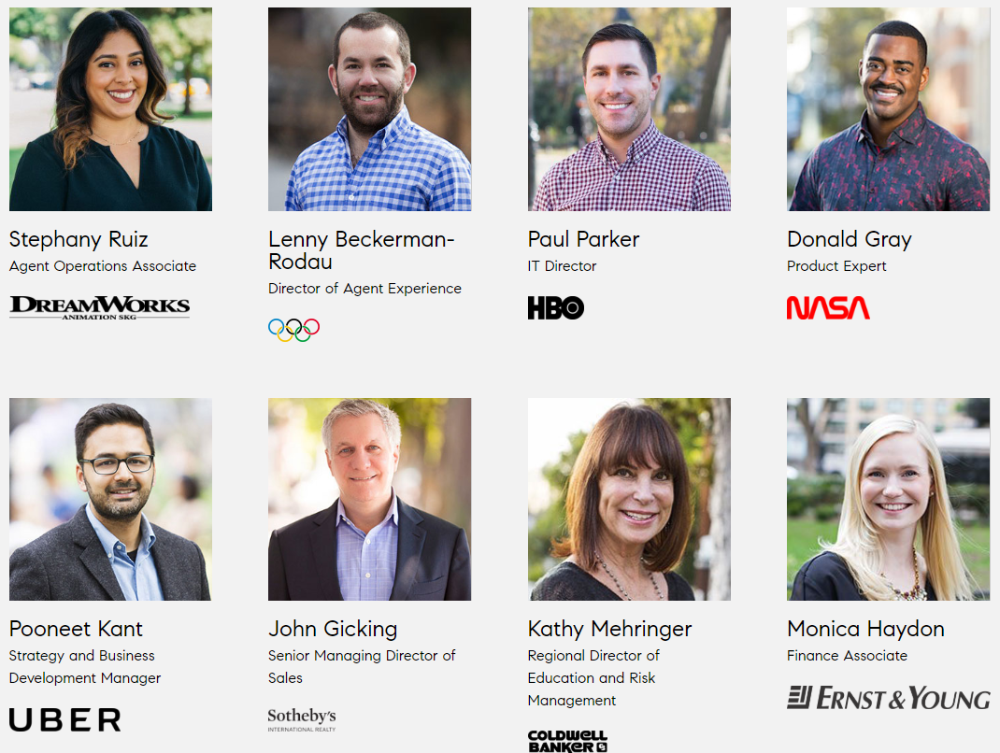 Stephany Ruiz
Agent Operations Associate
DREAMWORKS
ANIMATION SKG
Lenny Beckerman-
Rodau
Director of Agent Experience
Paul Parker
IT Director
HBO
Donald Gray
Product Expert
NASA
Pooneet Kant
Strategy and Business
Development Manager
UBER
John Gicking
Senior Managing Director of
Sales
Sotheby's
INTERNATIONAL REALTY
Kathy Mehringer
Regional Director of
Education and Risk
Management
COLDWELL
BANKER
Monica Haydon
Finance Associate
ERNST & YOUNG